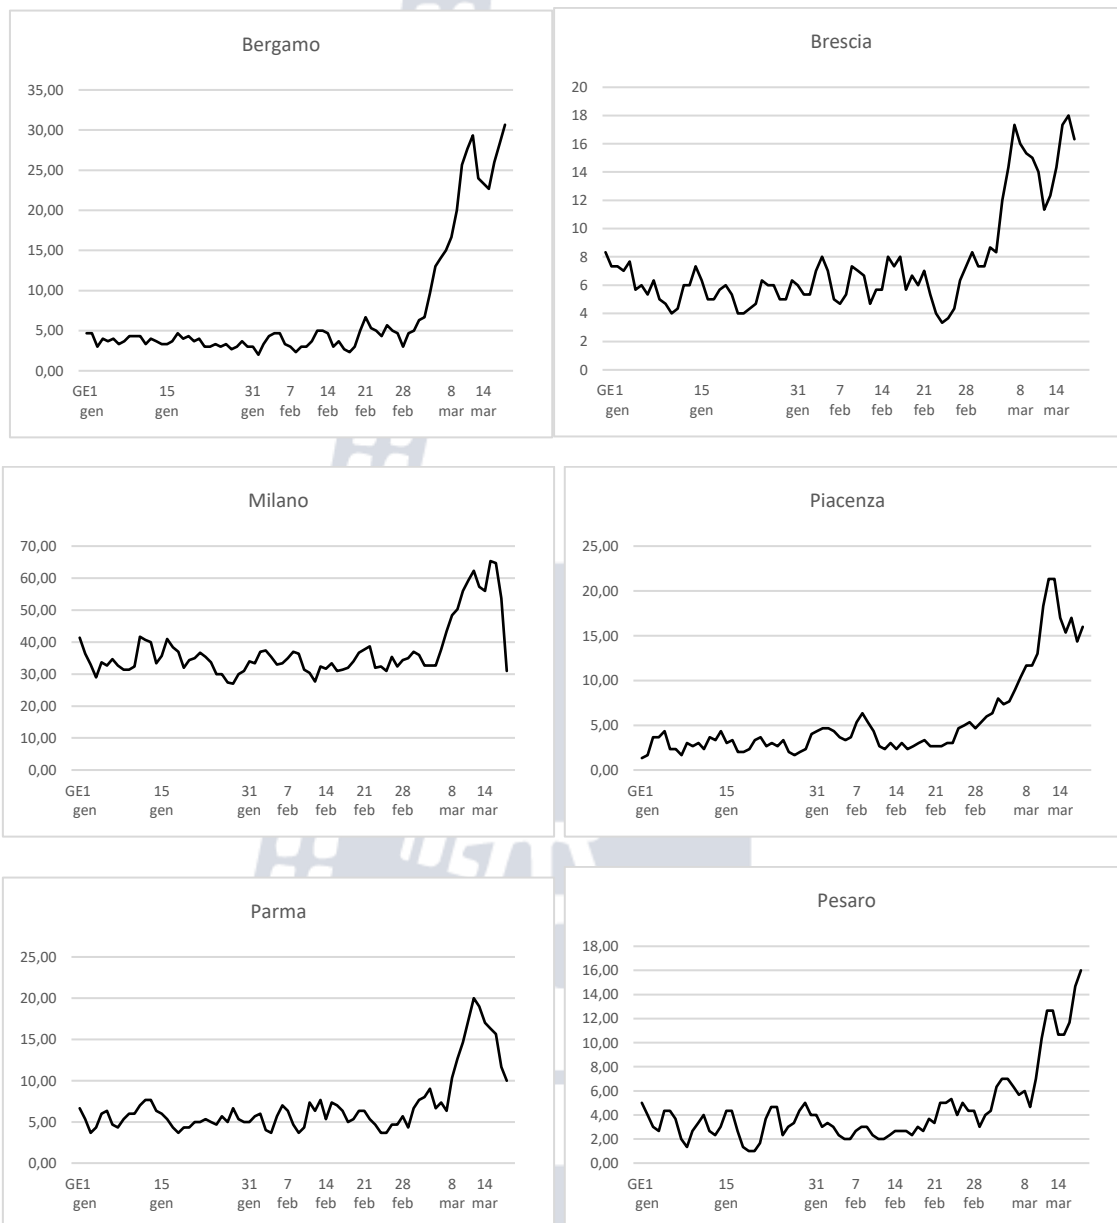 Bergamo
35,00
30,00
25,00
20,00
15,00
10,00
5,00
0,00
GE1 15 31 7 14 21 28 8 14
gen gen gen feb feb feb feb mar mar
Brescia
20
18
16
14
12
10
8
6
4
2
0
GE1 15 31 7 14 21 28 8 14
gen gen gen feb feb feb feb mar mar
Milano
70,00
60,00
50,00
40,00
30,00
20,00
10,00
0,00
GE1 15 31 7 14 21 28 8 14
gen gen gen feb feb feb feb mar mar
Piacenza
25,00
20,00
15,00
10,00
5,00
0,00
GE1 15 31 7 14 21 28 8 14
gen gen gen feb feb feb feb mar mar
Parma
25,00
20,00
15,00
10,00
5,00
0,00
GE1 15 31 7 14 21 28 8 14
gen gen gen feb feb feb feb mar mar
Pesaro
18,00
16,00
14,00
12,00
10,00
8,00
6,00
4,00
2,00
0,00
GE1 15 31 7 14 21 28 8 14
gen gen gen feb feb feb feb mar mar